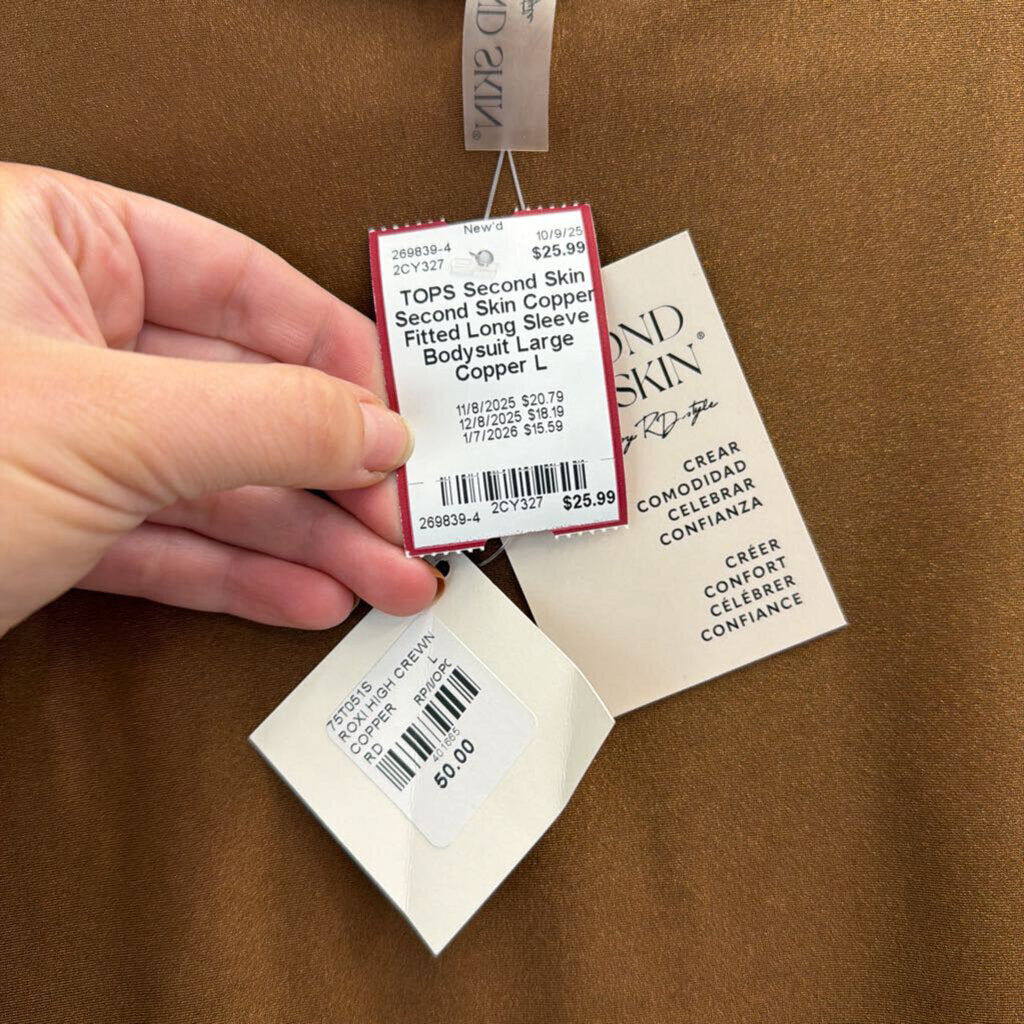 ND SKIN®
New'd
269839-4 10/9/25
2CY327 $25.99
TOPS Second Skin
Second Skin Copper
Fitted Long Sleeve
Bodysuit Large
Copper L
11/8/2025 $20.79
12/8/2025 $18.19
1/7/2026 $15.59
269839-4 2CY327 $25.99
OND
SKIN®
by RD style
CREAR
COMODIDAD
CELEBRAR
CONFIANZA
CRÉER
CONFORT
CÉLÉBRER
CONFIANCE
75T051S
ROXI HIGH CREWN
COPPER L
RD RP/I/OPC
401665
50.00